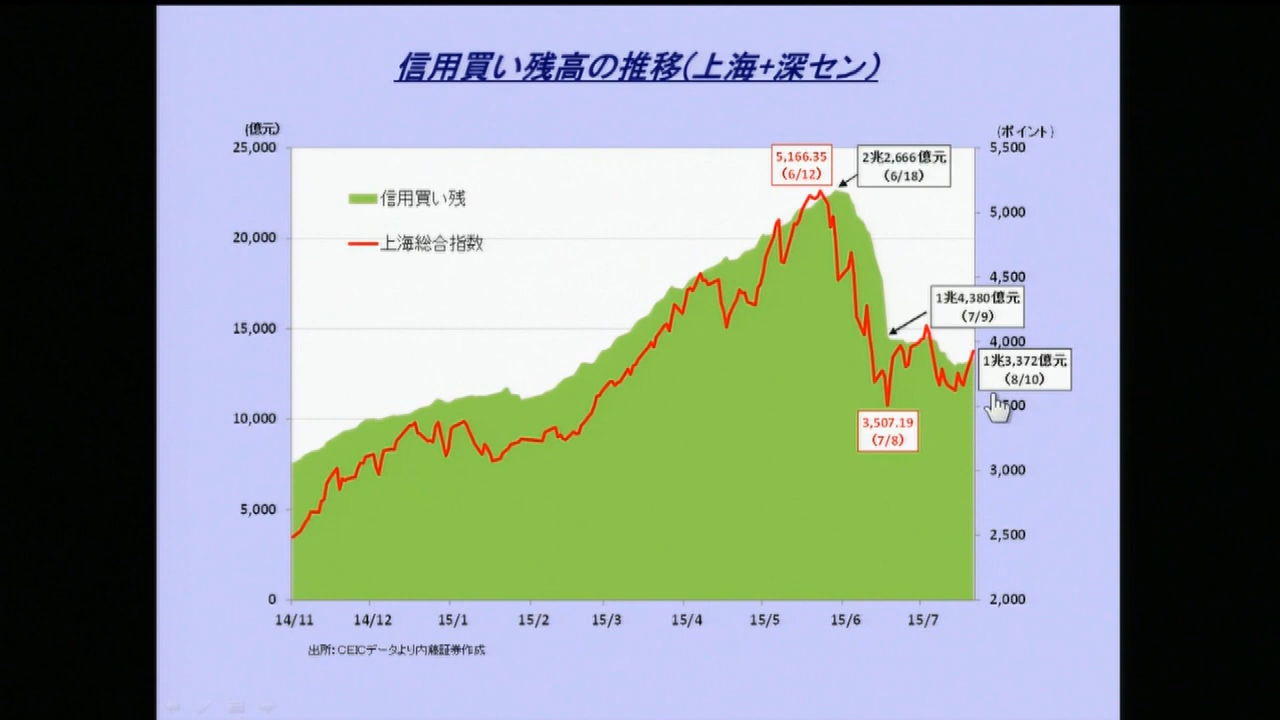 信用買い残高の推移(上海+深セン)
(億元)
(ポイント)
25,000
20,000
15,000
10,000
5,000
0
5,500
5,000
4,500
4,000
3,000
2,500
2,000
信用買い残
上海総合指数
5,166.35
(6/12)
2兆2,666億元
(6/18)
1兆4,380億元
(7/9)
1兆3,372億元
(8/10)
3,507.19
(7/8)
14/11 14/12 15/1 15/2 15/3 15/4 15/5 15/6 15/7
出所:CEICデータより内藤証券作成